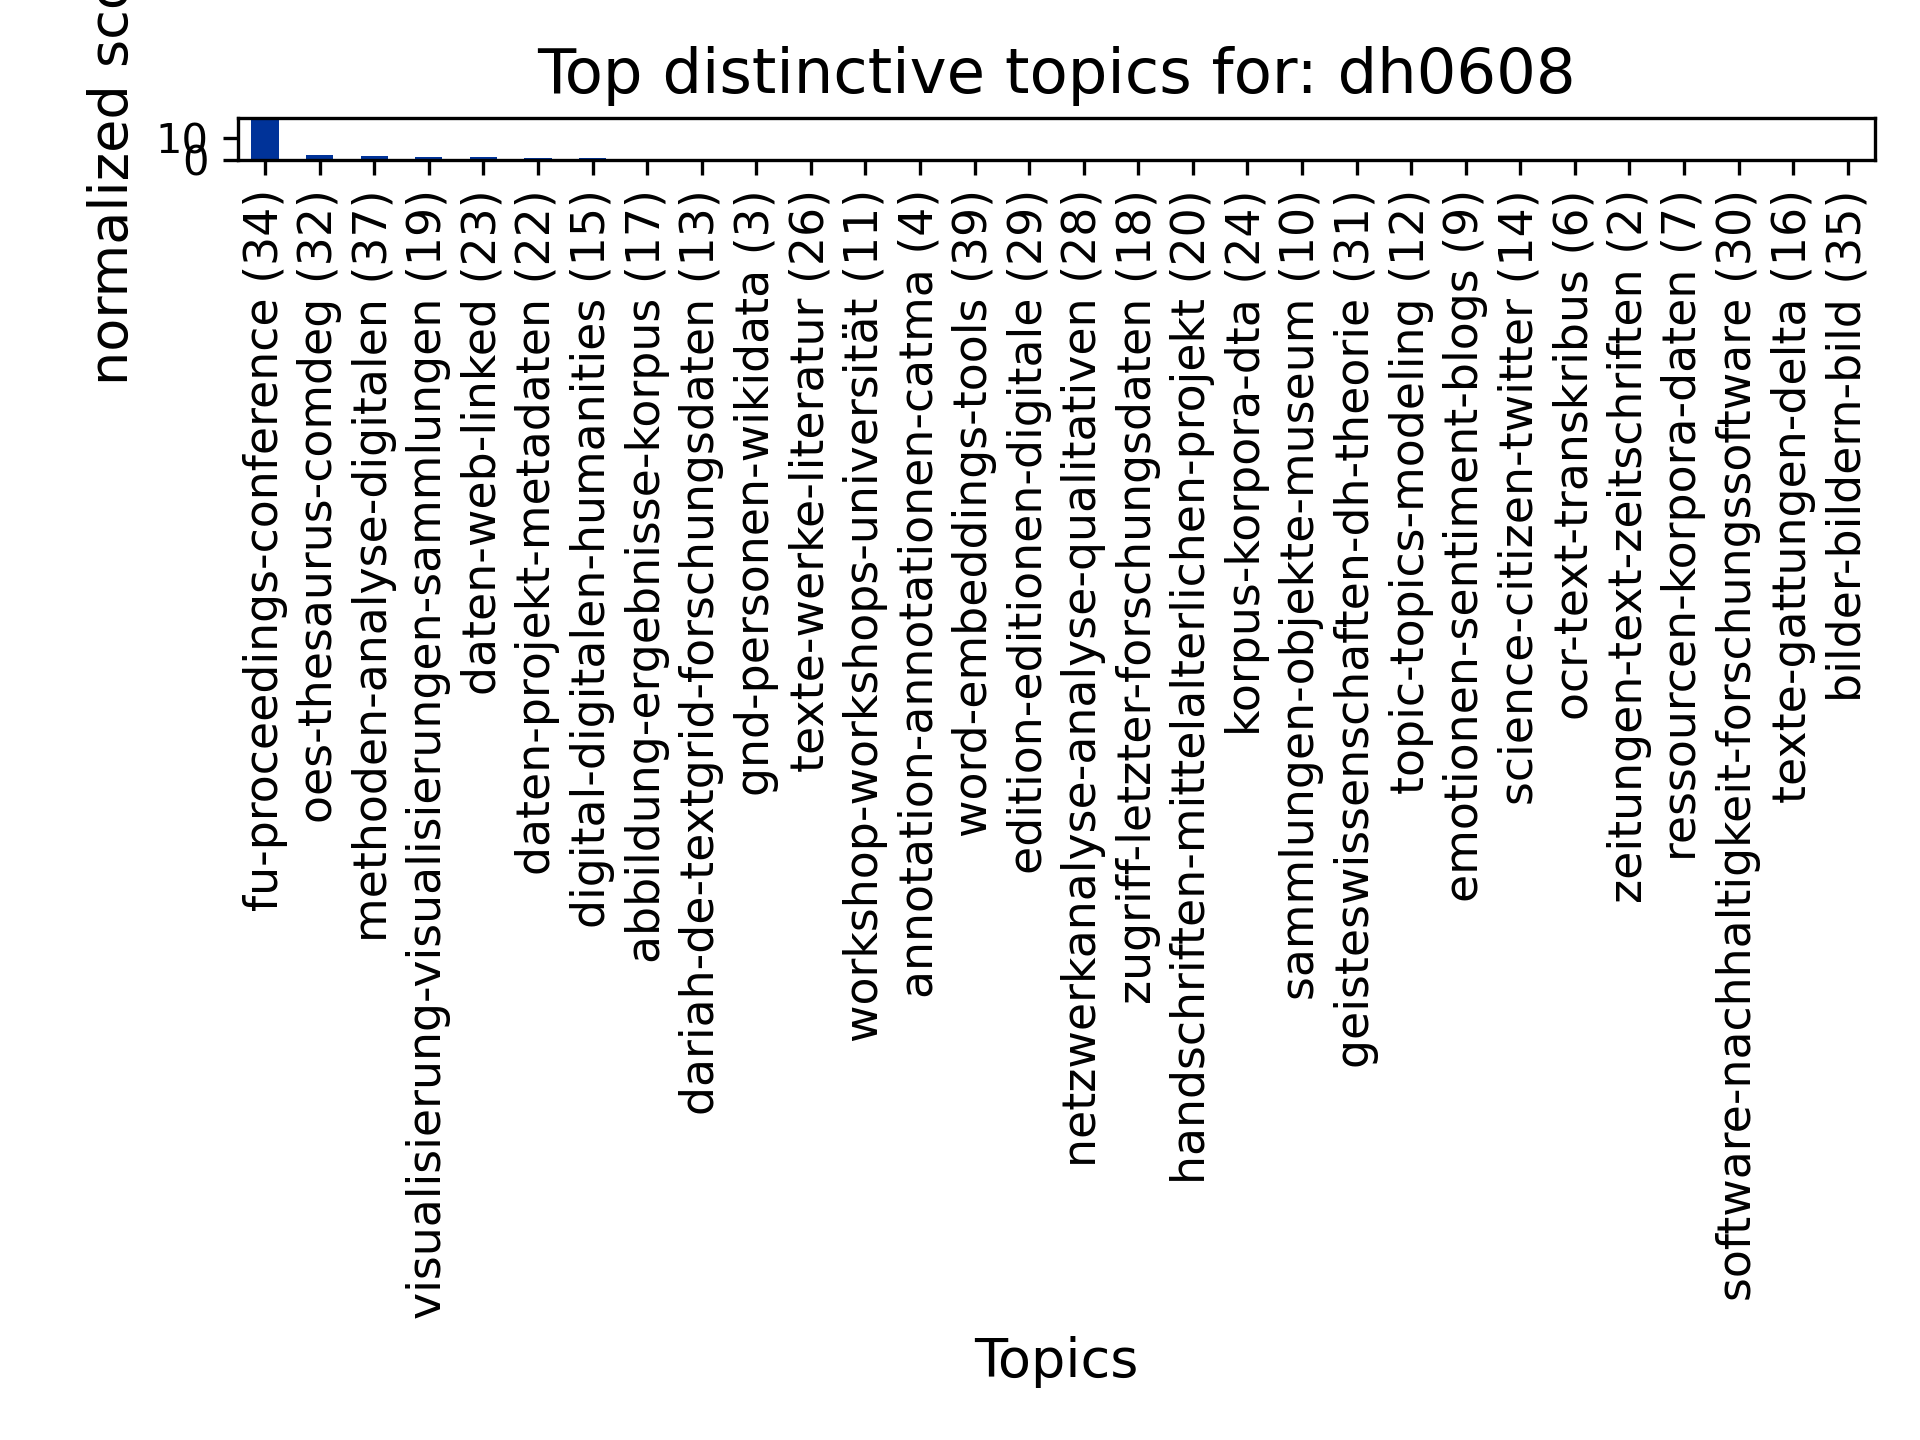 Top distinctive topics for: dh0608
normalized sco
10
0
fu-proceedings-conference (34)
oes-thesaurus-comdeg (32)
methoden-analyse-digitalen (37)
visualisierung-visualisierungen-sammlungen (19)
daten-web-linked (23)
daten-projekt-metadaten (22)
digital-digitalen-humanities (15)
abbildung-ergebnisse-korpus (17)
dariah-de-textgrid-forschungsdaten (13)
gnd-personen-wikidata (3)
texte-werke-literatur (26)
workshop-workshops-universität (11)
annotation-annotationen-catma (4)
word-embeddings-tools (39)
edition-editionen-digitale (29)
netzwerkanalyse-analyse-qualitativen (28)
zugriff-letzter-forschungsdaten (18)
handschriften-mittelalterlichen-projekt (20)
korpus-korpora-dta (24)
sammlungen-objekte-museum (10)
geisteswissenschaften-dh-theorie (31)
topic-topics-modeling (12)
emotionen-sentiment-blogs (9)
science-citizen-twitter (14)
ocr-text-transkribus (6)
zeitungen-text-zeitschriften (2)
ressourcen-korpora-daten (7)
software-nachhaltigkeit-forschungssoftware (30)
texte-gattungen-delta (16)
bilder-bildern-bild (35)
Topics